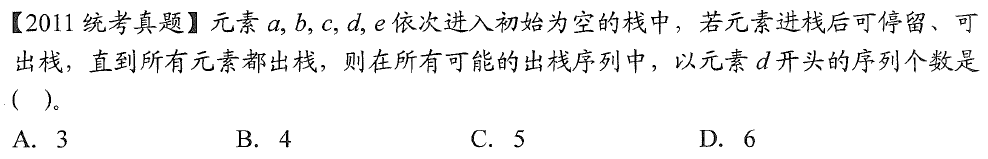 【2011 统考真题】元素 a, b, c, d, e 依次进入初始为空的栈中，若元素进栈后可停留、可
出栈，直到所有元素都出栈，则在所有可能的出栈序列中，以元素 d 开头的序列个数是
(  )。
A. 3 B. 4 C. 5 D. 6